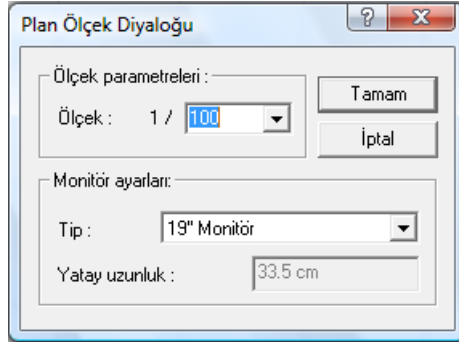 Plan Ölçek Diyaloğu
Ölçek parametreleri :
Ölçek : 1 / 100
Tamam
İptal
Monitör ayarları:
Tip : 19" Monitör
Yatay uzunluk : 33.5 cm